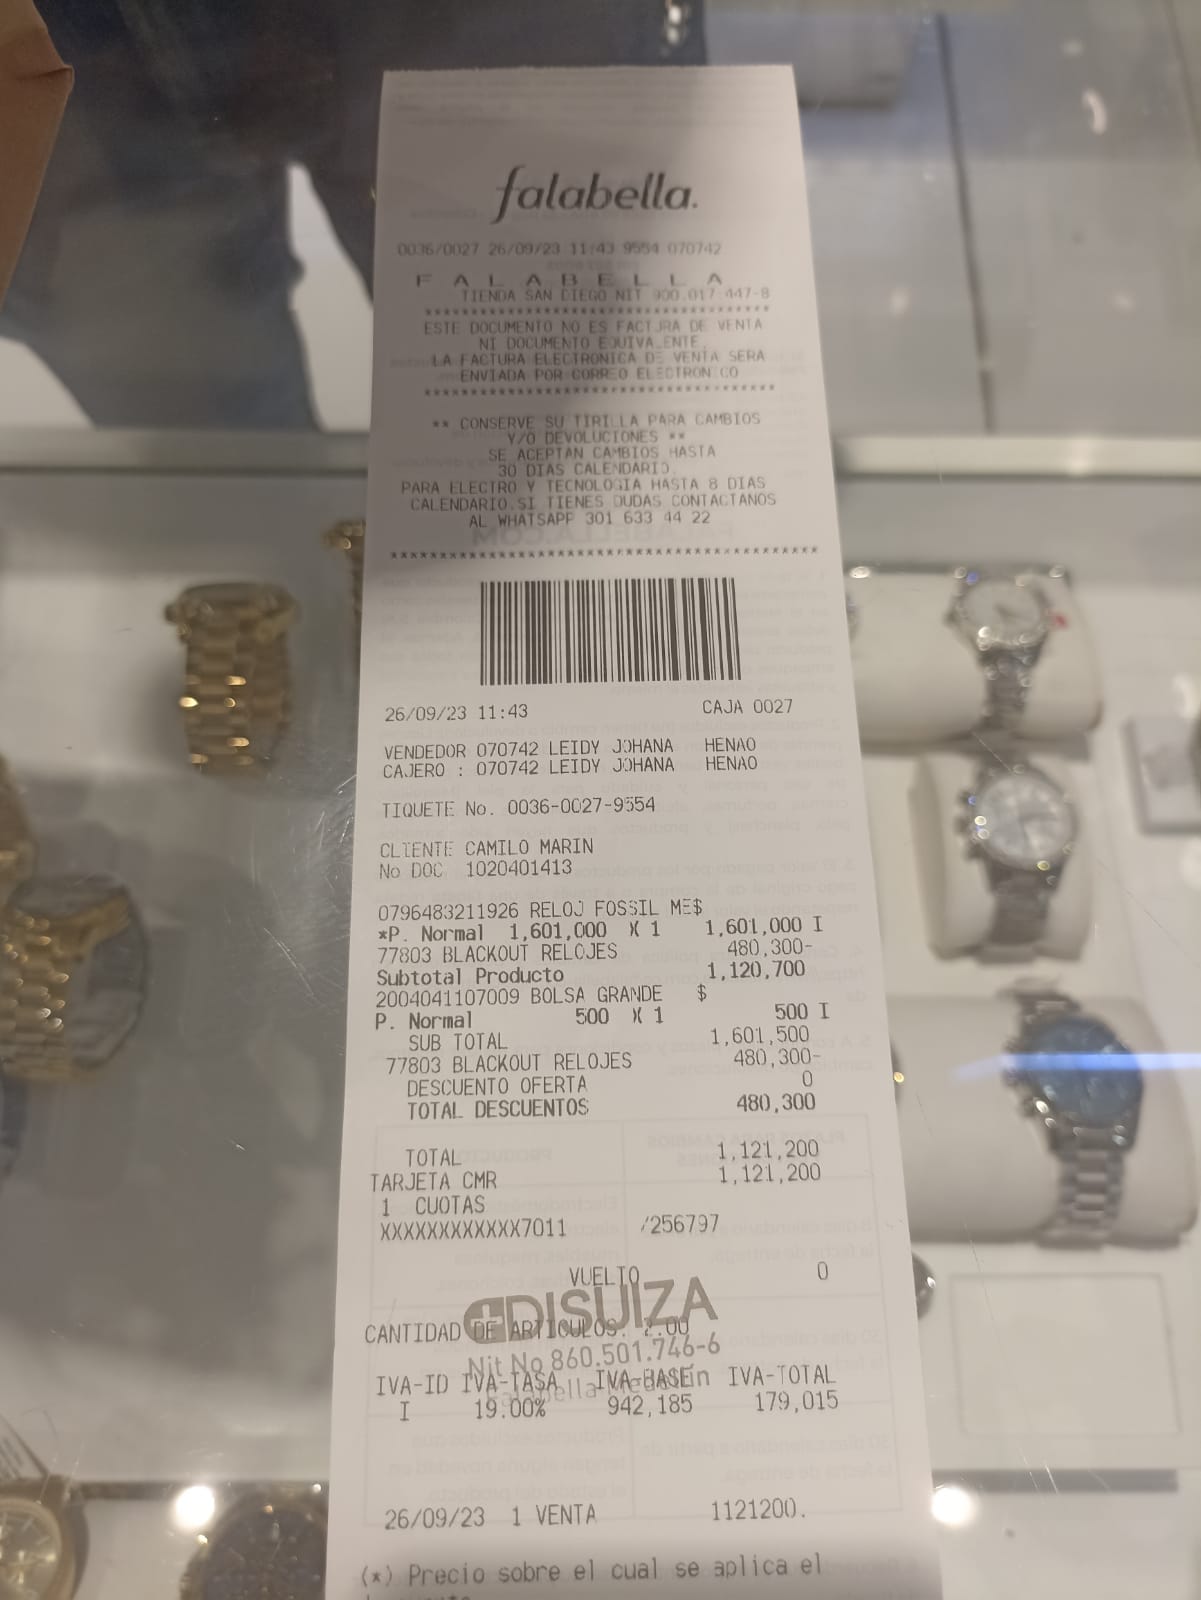 falabella.
0036/0027 26/09/23 11:43 9554 070742
F A L A B E L L A
TIENDA SAN DIEGO NIT 900.017.447-8
**********************************
ESTE DOCUMENTO NO ES FACTURA DE VENTA
NI DOCUMENTO EQUIVALENTE.
LA FACTURA ELECTRONICA DE VENTA SERA
ENVIADA POR CORREO ELECTRONICO
**********************************
** CONSERVE SU TIRILLA PARA CAMBIOS
Y/O DEVOLUCIONES **
SE ACEPTAN CAMBIOS HASTA
30 DIAS CALENDARIO.
PARA ELECTRO Y TECNOLOGIA HASTA 8 DIAS
CALENDARIO.SI TIENES DUDAS CONTACTANOS
AL WHATSAPP 301 633 44 22
******************************************
26/09/23 11:43 CAJA 0027
VENDEDOR 070742 LEIDY JOHANA HENAO
CAJERO : 070742 LEIDY JOHANA HENAO
TIQUETE No. 0036-0027-9554
CLIENTE CAMILO MARIN
No DOC 1020401413
0796483211926 RELOJ FOSSIL ME$
*P. Normal 1,601,000 X 1 1,601,000 I
77803 BLACKOUT RELOJES 480,300-
Subtotal Producto 1,120,700
2004041107009 BOLSA GRANDE $
P. Normal 500 X 1 500 I
SUB TOTAL 1,601,500
77803 BLACKOUT RELOJES 480,300-
DESCUENTO OFERTA 0
TOTAL DESCUENTOS 480,300
TOTAL 1,121,200
TARJETA CMR 1,121,200
1 CUOTAS
XXXXXXXXXXXX7011 /256797
VUELTO 0
DISUIZA
CANTIDAD DE ARTICULOS: 2.00
Nit No 860.501.746-6
Falabella Medellín
IVA-ID IVA-TASA IVA-BASE IVA-TOTAL
I 19.00% 942,185 179,015
26/09/23 1 VENTA 1121200.
(*) Precio sobre el cual se aplica el